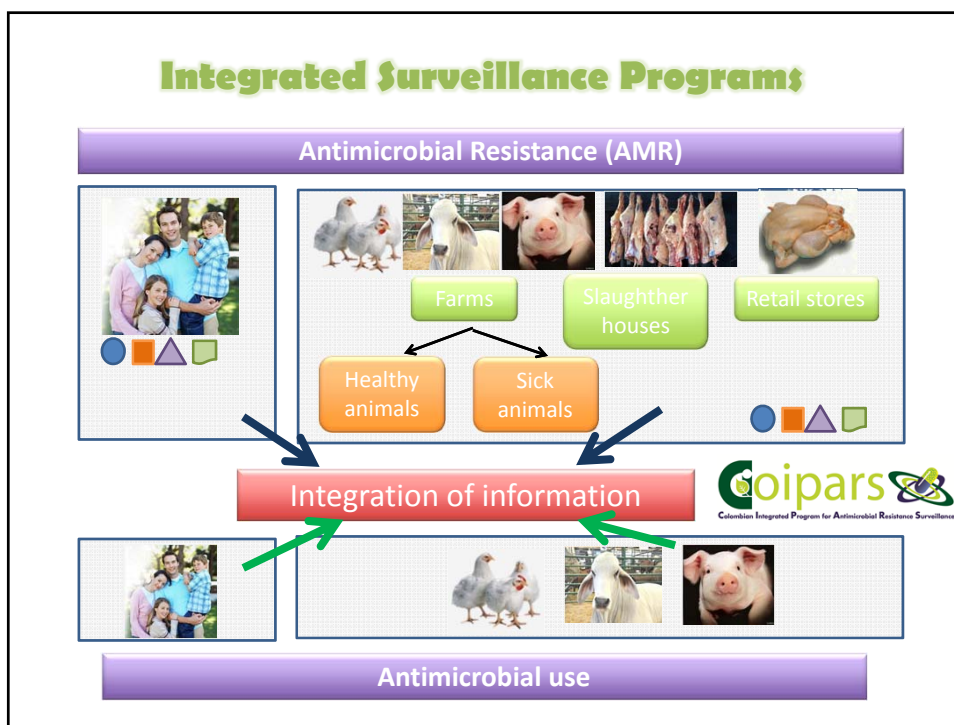 Integrated Surveillance Programs
Antimicrobial Resistance (AMR)
Farms
Slaughther
houses
Retail stores
Healthy
animals
Sick
animals
Integration of information
Coipars
Colombian Integrated Program for Antimicrobial Resistance Surveillance
Antimicrobial use